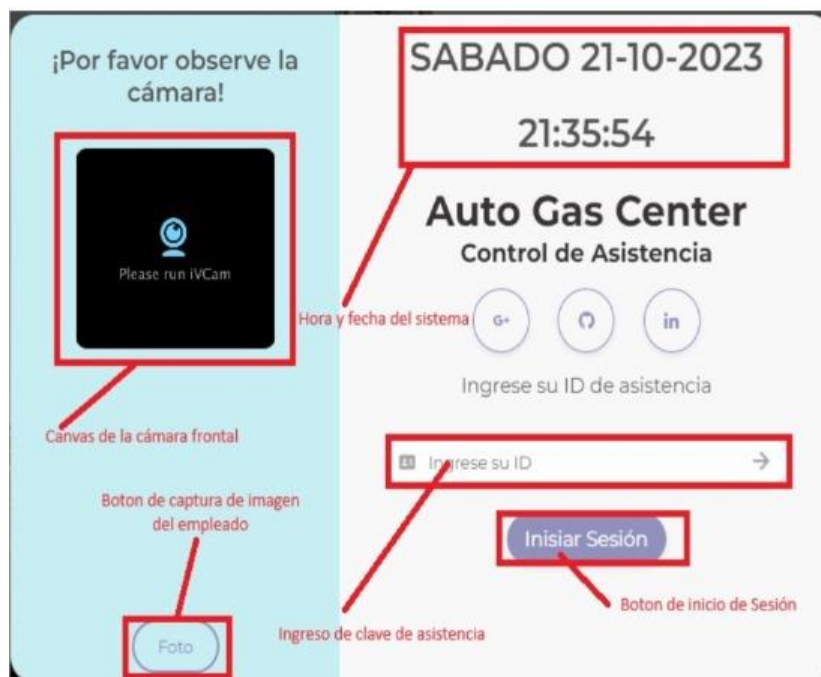 ¡Por favor observe la
cámara!
Please run iVCam
Canvas de la cámara frontal
Boton de captura de imagen
del empleado
Foto
SABADO 21-10-2023
21:35:54
Auto Gas Center
Control de Asistencia
Hora y fecha del sistema
G+
in
Ingrese su ID de asistencia
Ingrese su ID
Inisiar Sesión
Boton de inicio de Sesión
Ingreso de clave de asistencia